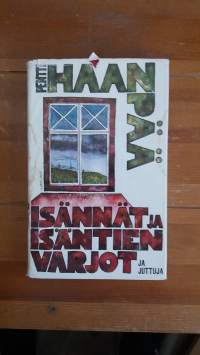 PENTTI
HAANPÄÄ
ISÄNNÄT JA
ISÄNTIEN
VARJOT JA
JUTTUJA